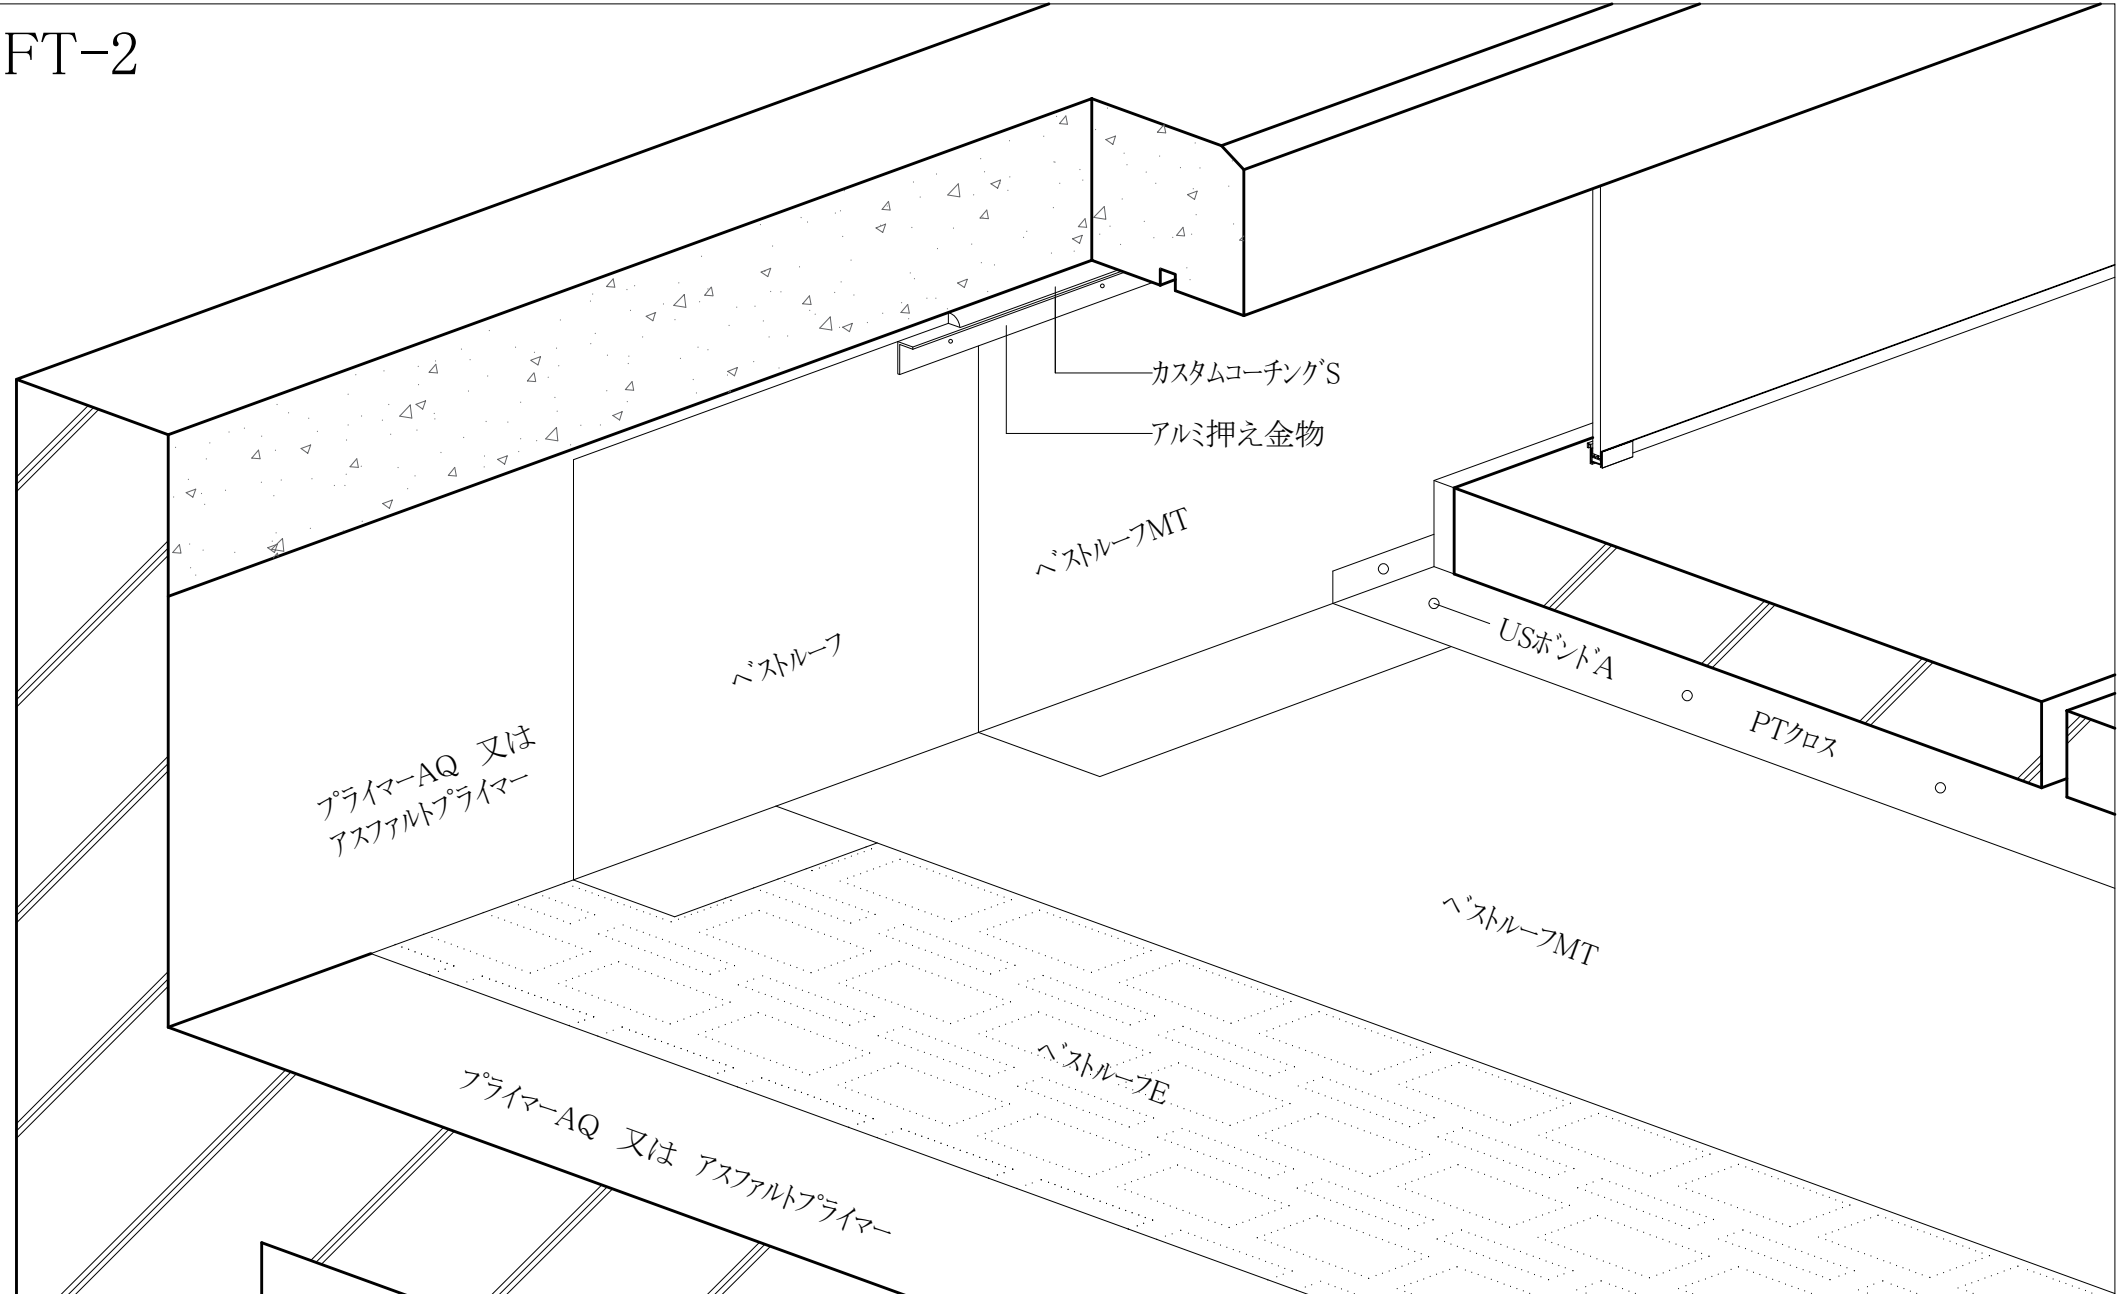 FT-2
カスタムコーチングS
アルミ押え金物
ベストルーフMT
ベストルーフ
USボンドA
PTクロス
プライマーAQ 又は
アスファルトプライマー
ベストルーフMT
ベストルーフE
プライマーAQ 又は アスファルトプライマー